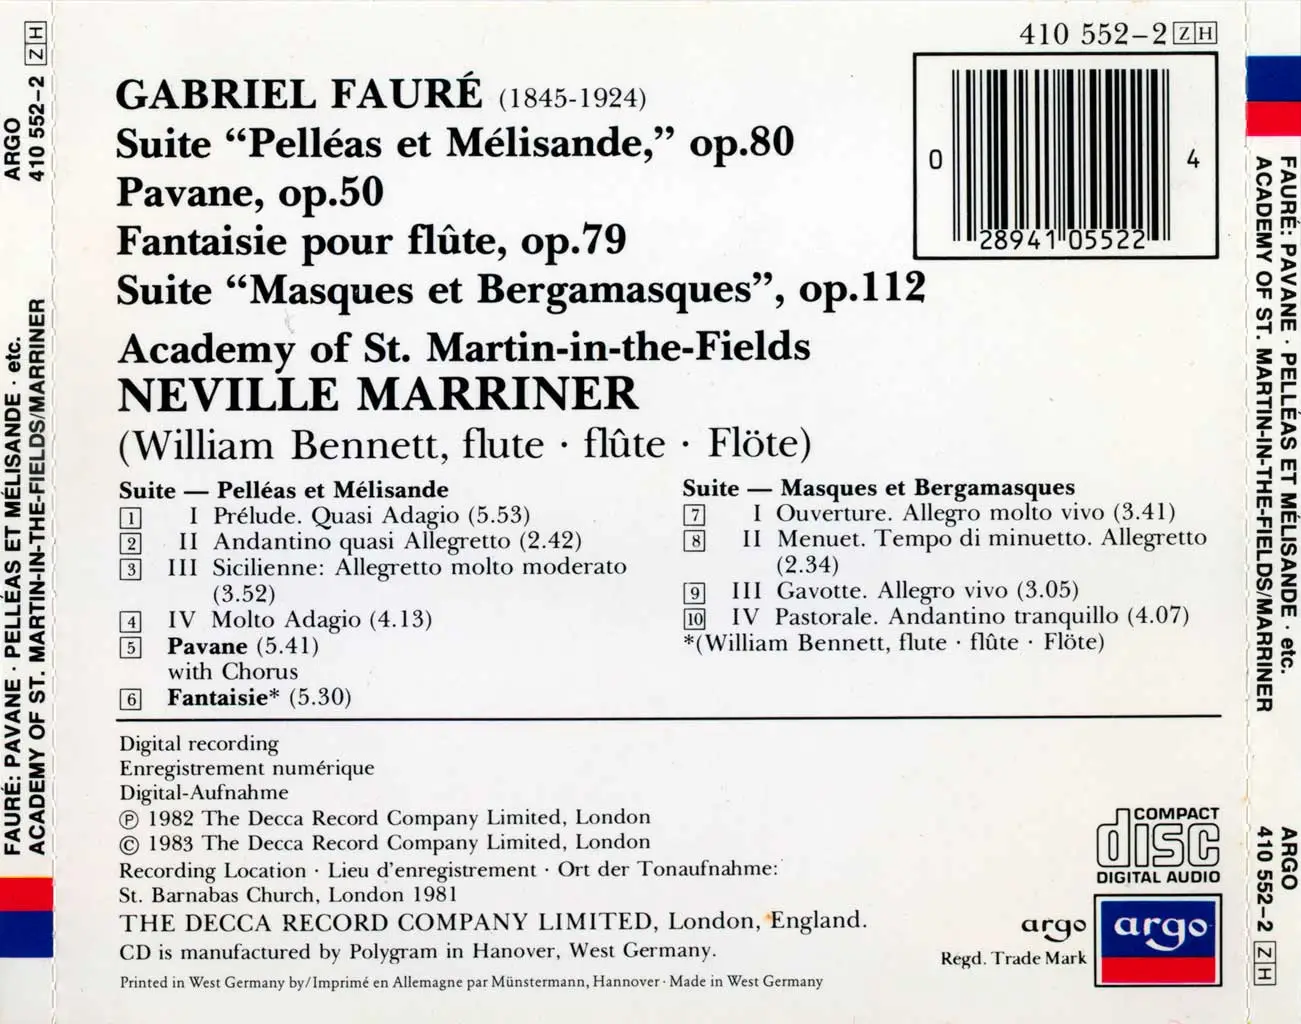 410 552-2 ZH
GABRIEL FAURÉ (1845-1924)
Suite “Pelléas et Mélisande,” op.80
Pavane, op.50
Fantaisie pour flûte, op.79
Suite “Masques et Bergamasques”, op.112
0 28941 05522 4
Academy of St. Martin-in-the-Fields
NEVILLE MARRINER
(William Bennett, flute · flûte · Flöte)
Suite — Pelléas et Mélisande
1 I Prélude. Quasi Adagio (5.53)
2 II Andantino quasi Allegretto (2.42)
3 III Sicilienne: Allegretto molto moderato
(3.52)
4 IV Molto Adagio (4.13)
5 Pavane (5.41)
with Chorus
6 Fantaisie* (5.30)
Suite — Masques et Bergamasques
7 I Ouverture. Allegro molto vivo (3.41)
8 II Menuet. Tempo di minuetto. Allegretto
(2.34)
9 III Gavotte. Allegro vivo (3.05)
10 IV Pastorale. Andantino tranquillo (4.07)
*(William Bennett, flute · flûte · Flöte)
Digital recording
Enregistrement numérique
Digital-Aufnahme
℗ 1982 The Decca Record Company Limited, London
© 1983 The Decca Record Company Limited, London
Recording Location · Lieu d'enregistrement · Ort der Tonaufnahme:
St. Barnabas Church, London 1981
THE DECCA RECORD COMPANY LIMITED, London, England.
CD is manufactured by Polygram in Hanover, West Germany.
Printed in West Germany by/Imprimé en Allemagne par Münstermann, Hannover · Made in West Germany
COMPACT
disc
DIGITAL AUDIO
argo
Regd. Trade Mark
argo
FAURÉ: PAVANE · PELLÉAS ET MÉLISANDE · etc.
ACADEMY OF ST. MARTIN-IN-THE-FIELDS/MARRINER
ARGO
410 552-2 ZH
FAURÉ: PAVANE · PELLÉAS ET MÉLISANDE · etc.
ACADEMY OF ST. MARTIN-IN-THE-FIELDS/MARRINER
ARGO
410 552-2 ZH